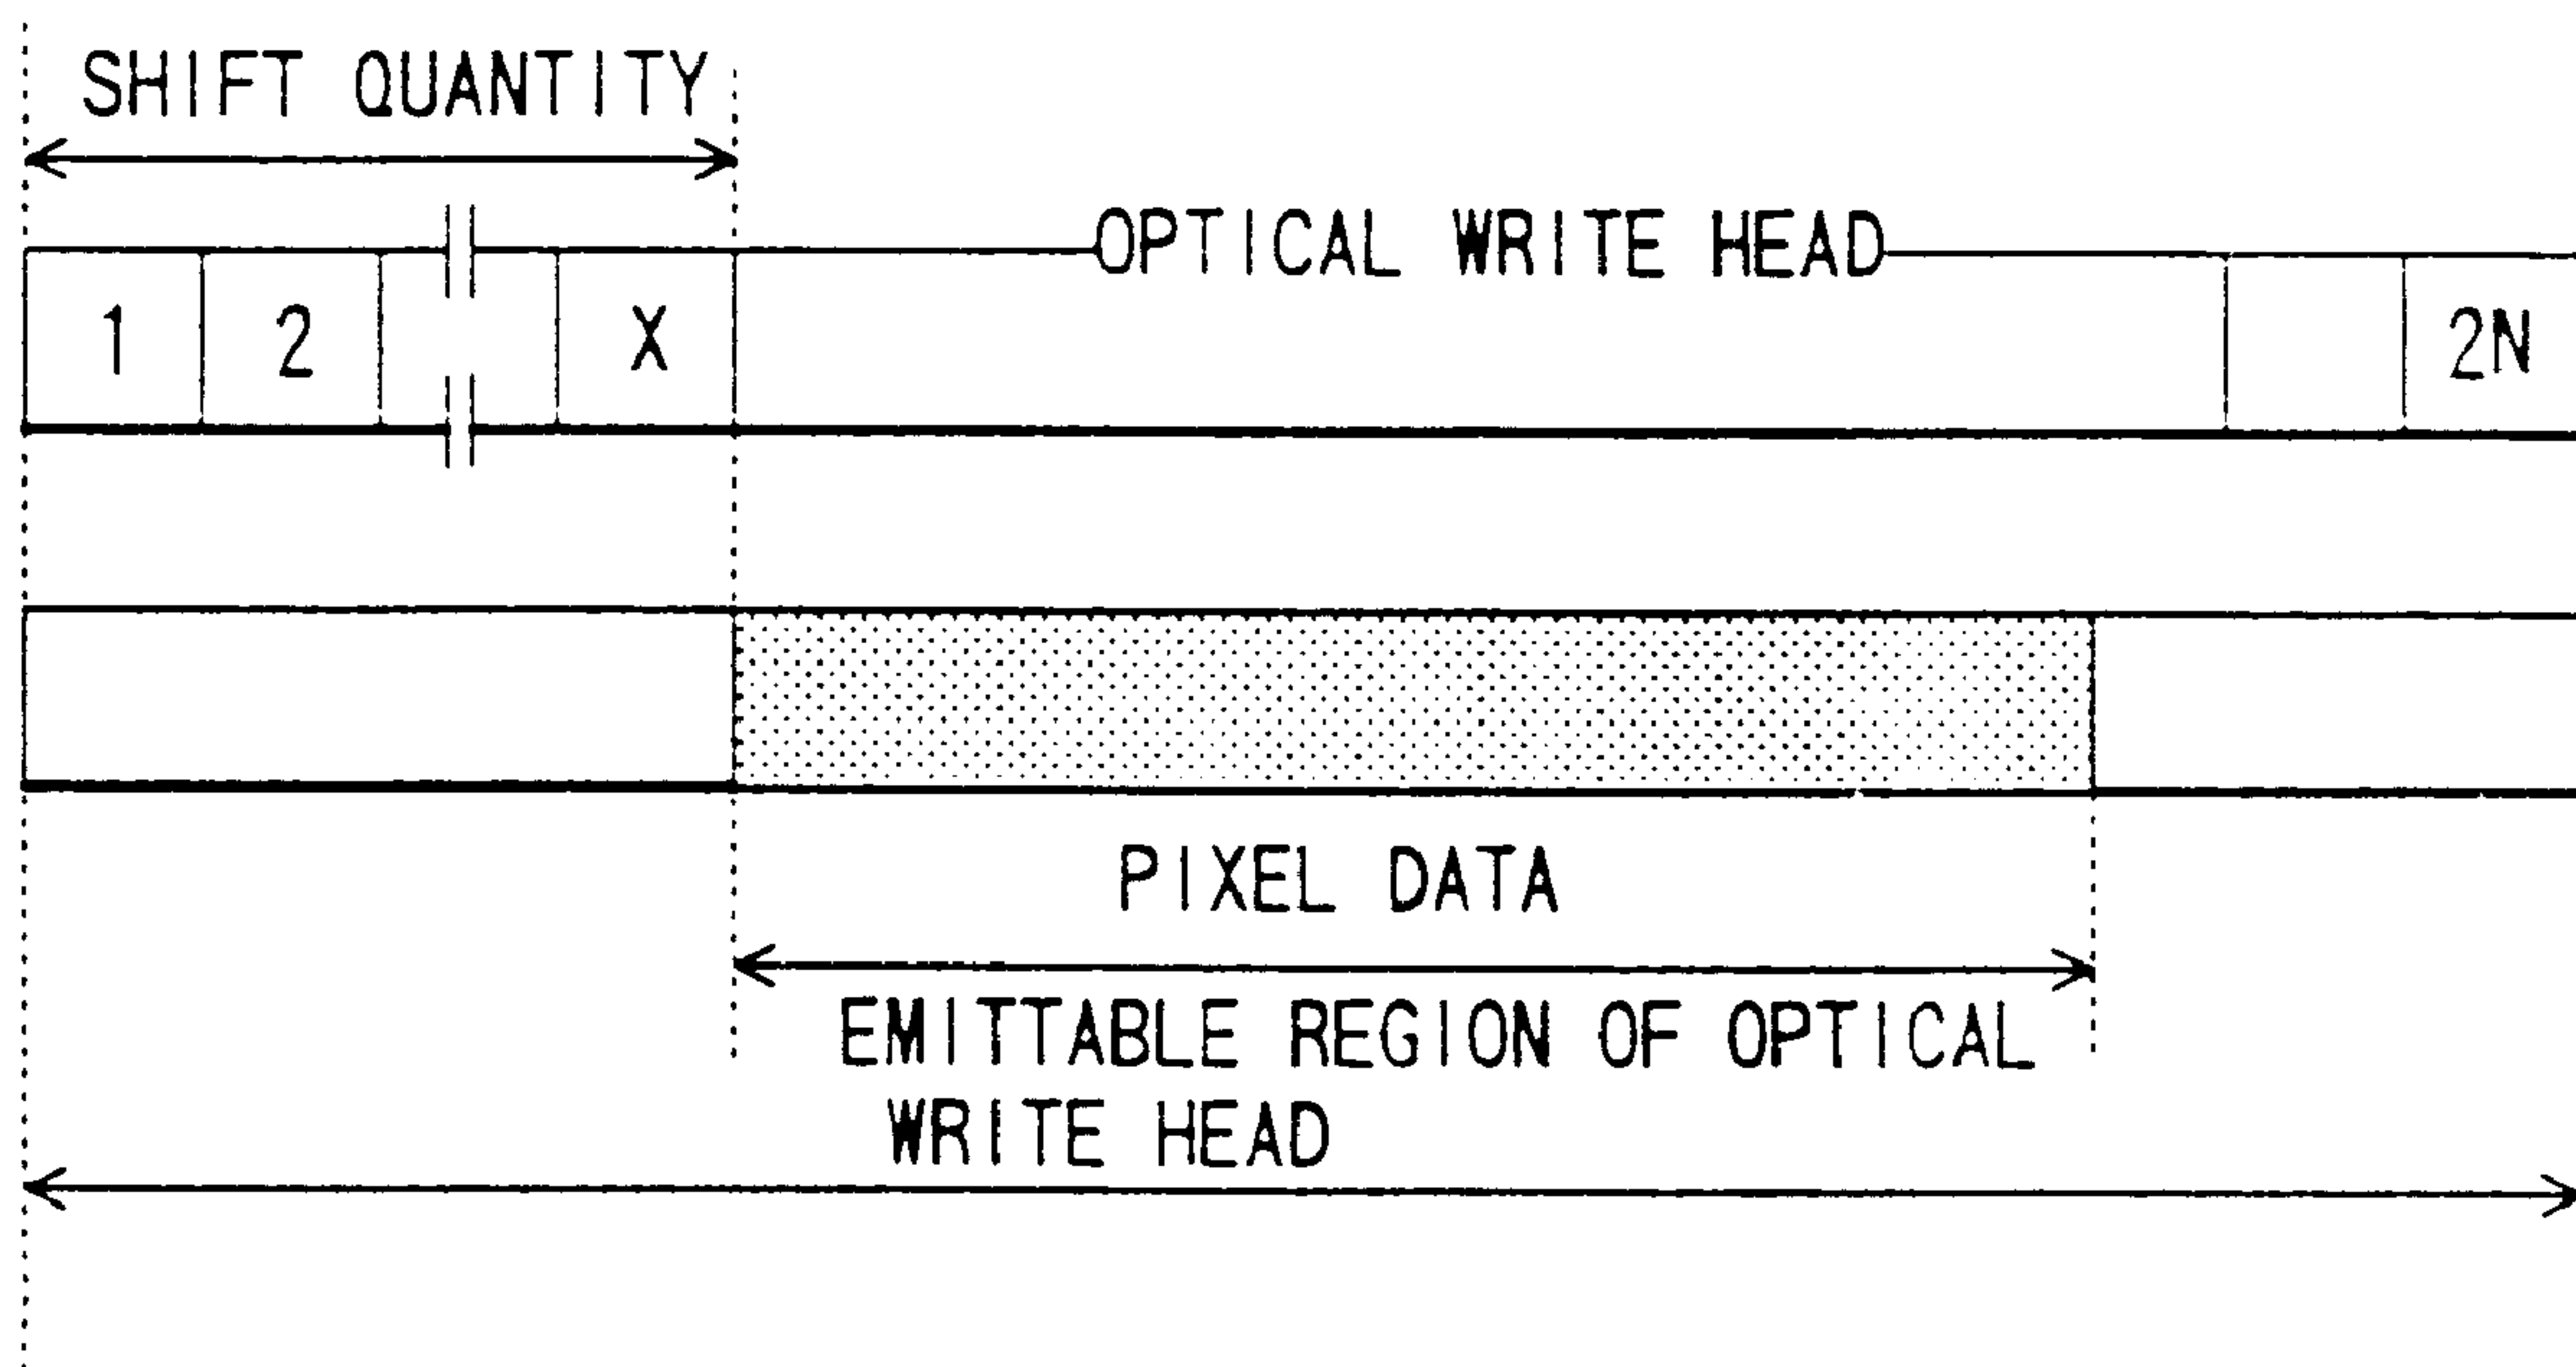 SHIFT QUANTITY
OPTICAL WRITE HEAD
1 2 X 2N
PIXEL DATA
EMITTABLE REGION OF OPTICAL
WRITE HEAD